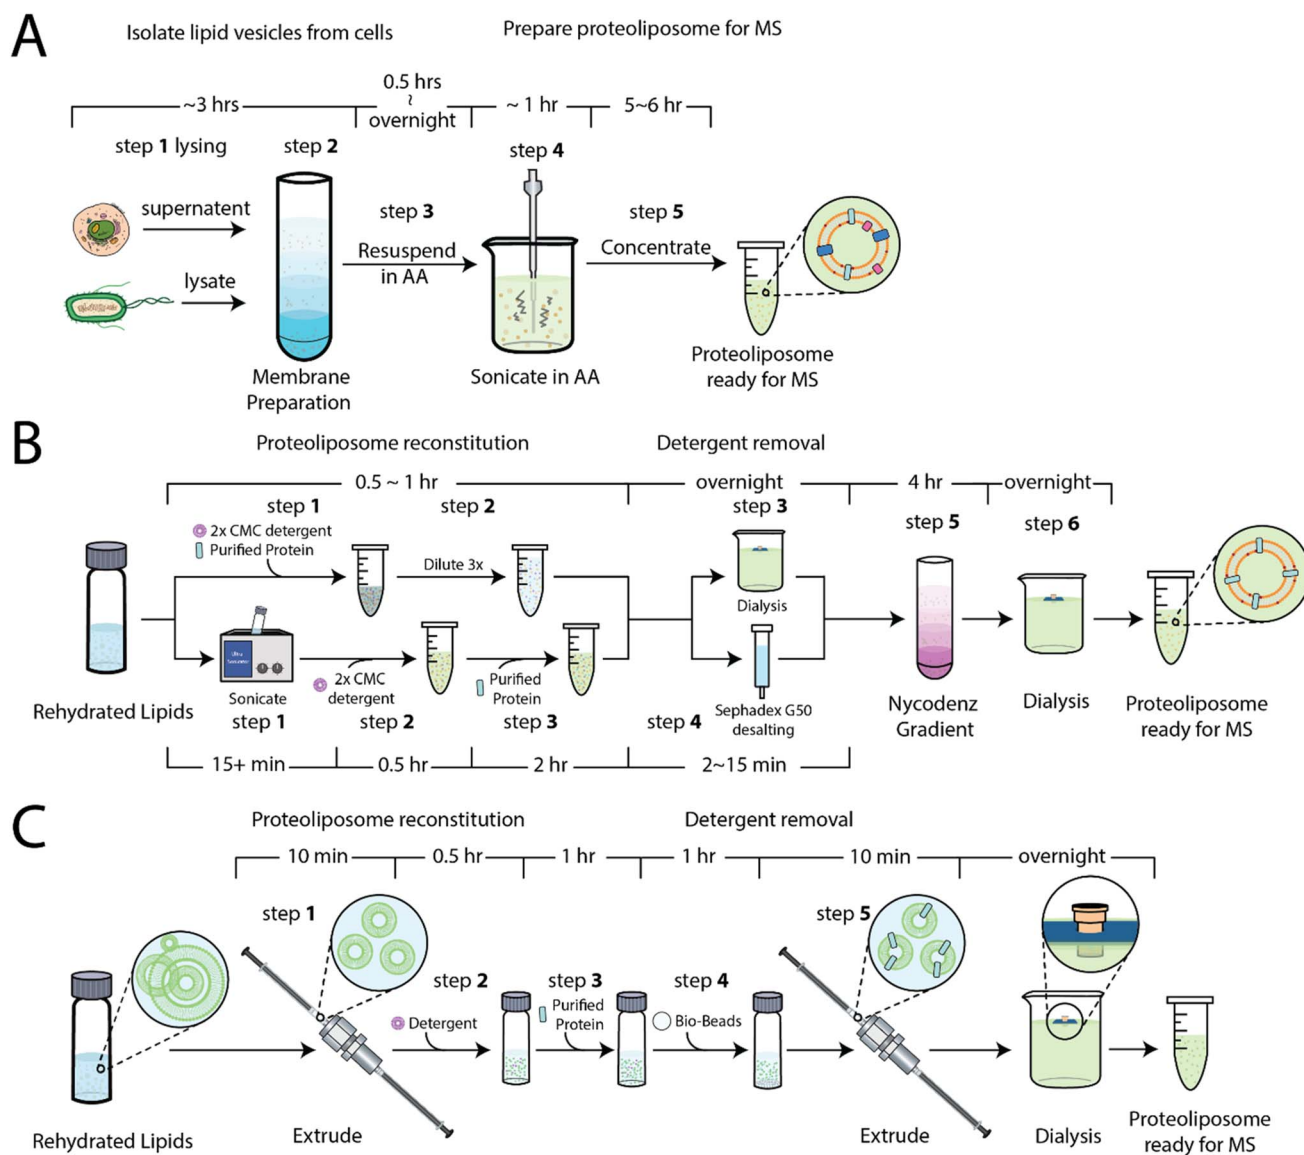 A
Isolate lipid vesicles from cells
Prepare proteoliposome for MS
~3 hrs
0.5 hrs
~
overnight
~ 1 hr
5~6 hr
step 1 lysing
step 2
step 3
step 4
step 5
supernatent
lysate
Resuspend
in AA
Concentrate
Membrane
Preparation
Sonicate in AA
Proteoliposome
ready for MS
B
Proteoliposome reconstitution
Detergent removal
0.5 ~ 1 hr
overnight
4 hr
overnight
step 1
step 2
step 3
step 5
step 6
2x CMC detergent
Purified Protein
Dilute 3x
Dialysis
Sonicate
2x CMC
detergent
Purified
Protein
Sephadex G50
desalting
Rehydrated Lipids
step 1
step 2
step 3
step 4
Nycodenz
Gradient
Dialysis
Proteoliposome
ready for MS
15+ min
0.5 hr
2 hr
2~15 min
C
Proteoliposome reconstitution
Detergent removal
10 min
0.5 hr
1 hr
1 hr
10 min
overnight
step 1
step 2
step 3
step 4
step 5
Detergent
Purified
Protein
Bio-Beads
Rehydrated Lipids
Extrude
Extrude
Dialysis
Proteoliposome
ready for MS